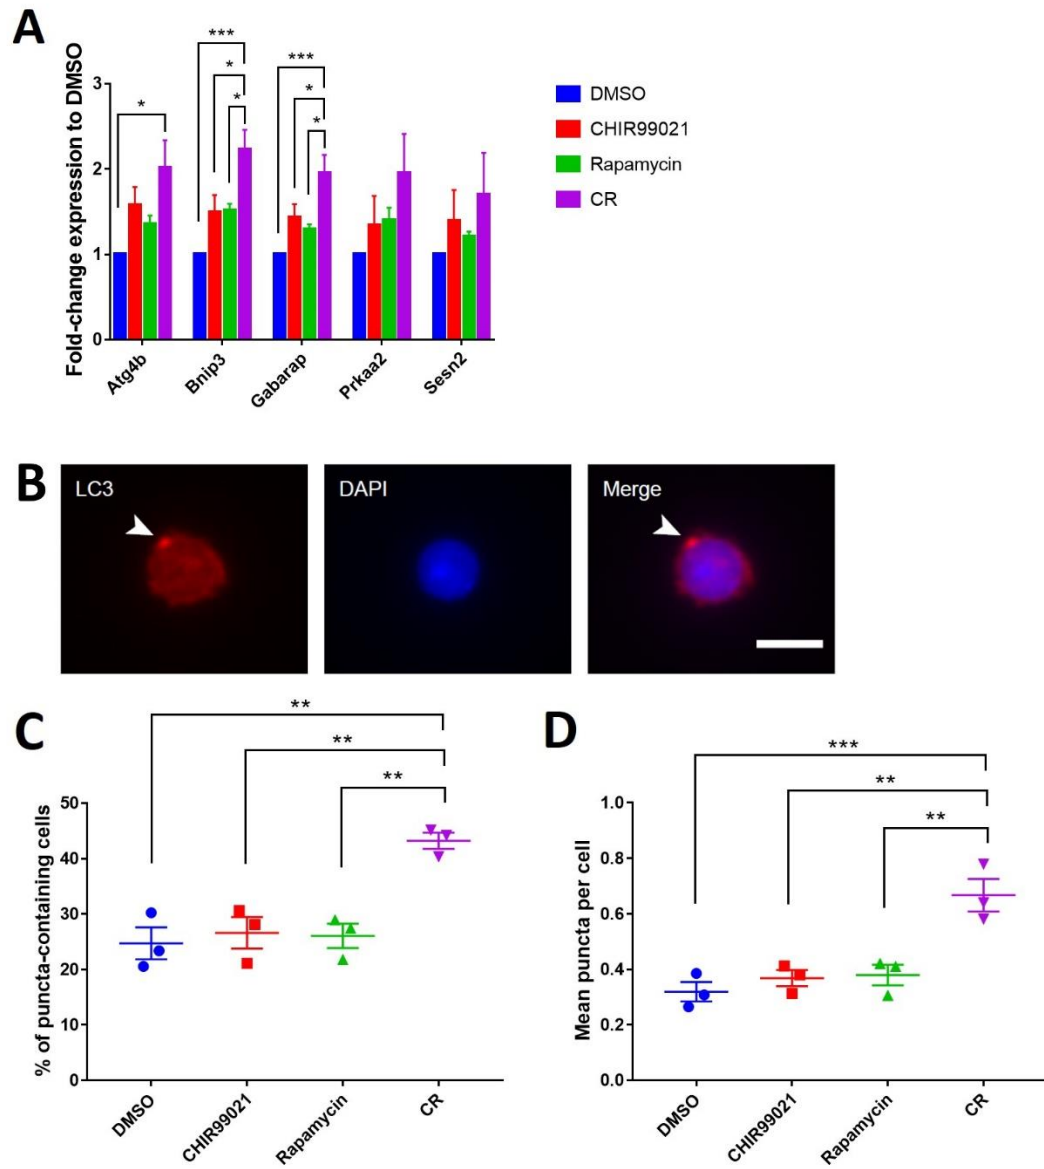 A
Fold-change expression to DMSO
3
2
1
0
***
*
*
*
***
*
*
Atg4b
Bnip3
Gabarap
Prkaa2
Sesn2
DMSO
CHIR99021
Rapamycin
CR
B
LC3
DAPI
Merge
C
**
**
**
% of puncta-containing cells
50
40
30
20
10
0
DMSO
CHIR99021
Rapamycin
CR
D
***
**
**
Mean puncta per cell
1.0
0.8
0.6
0.4
0.2
0.0
DMSO
CHIR99021
Rapamycin
CR